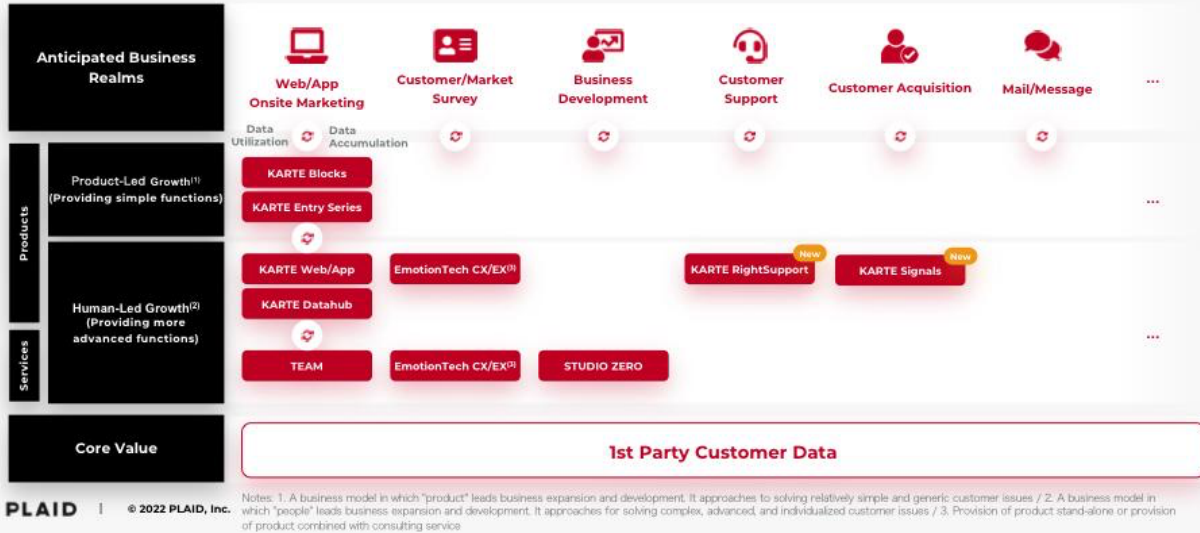 Anticipated Business
Realms
Web/App
Onsite Marketing
Customer/Market
Survey
Business
Development
Customer
Support
Customer Acquisition
Mail/Message
...
Data
Utilization
Data
Accumulation
Products
Product-Led Growth(1)
(Providing simple functions)
KARTE Blocks
KARTE Entry Series
...
Human-Led Growth(2)
(Providing more
advanced functions)
KARTE Web/App
EmotionTech CX/EX(3)
KARTE RightSupport
New
KARTE Signals
New
KARTE Datahub
...
Services
TEAM
EmotionTech CX/EX(3)
STUDIO ZERO
Core Value
1st Party Customer Data
PLAID | © 2022 PLAID, Inc.
Notes: 1. A business model in which "product" leads business expansion and development. It approaches to solving relatively simple and generic customer issues / 2. A business model in
which "people" leads business expansion and development. It approaches for solving complex, advanced, and individualized customer issues / 3. Provision of product stand-alone or provision
of product combined with consulting service